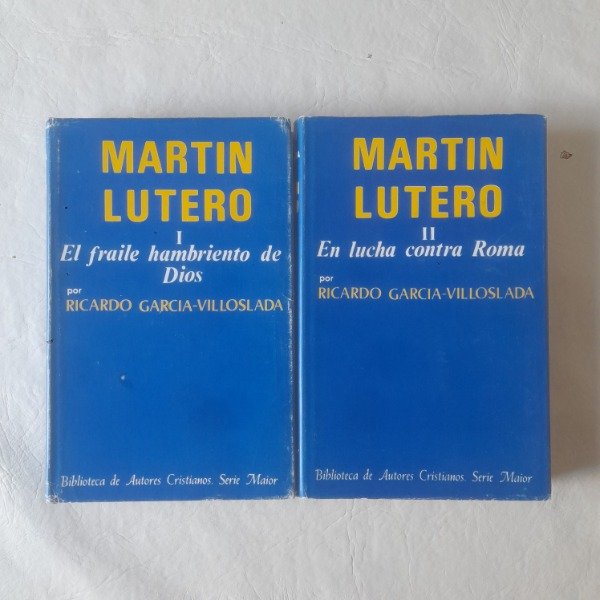 MARTIN
LUTERO
I
El fraile hambriento de
Dios
por
RICARDO GARCIA-VILLOSLADA
Biblioteca de Autores Cristianos. Serie Maior
MARTIN
LUTERO
II
En lucha contra Roma
por
RICARDO GARCIA-VILLOSLADA
Biblioteca de Autores Cristianos. Serie Maior